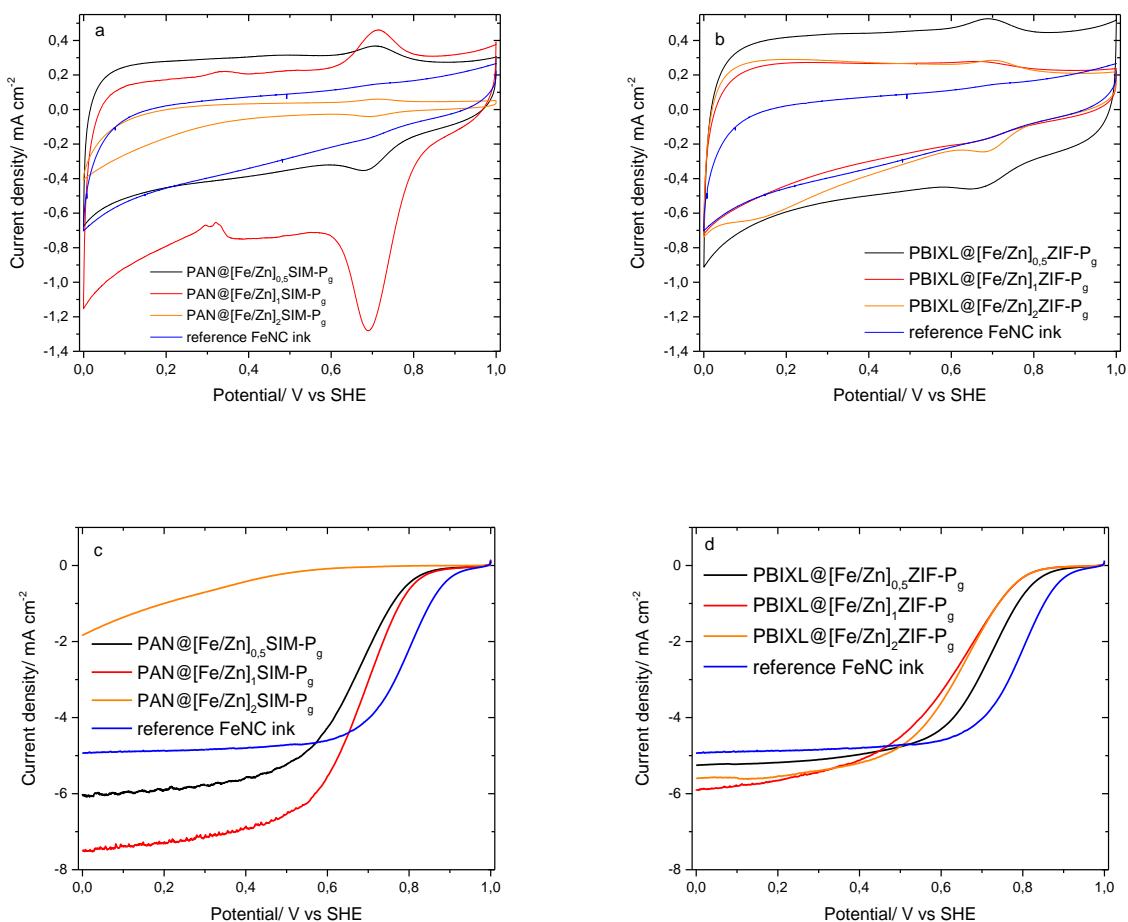 a
0,4
0,2
0,0
-0,2
-0,4
-0,6
-0,8
-1,0
-1,2
-1,4
Current density/ mA cm-2
PAN@[Fe/Zn]0,5SIM-Pg
PAN@[Fe/Zn]1SIM-Pg
PAN@[Fe/Zn]2SIM-Pg
reference FeNC ink
0,0 0,2 0,4 0,6 0,8 1,0
Potential/ V vs SHE
b
0,4
0,2
0,0
-0,2
-0,4
-0,6
-0,8
-1,0
-1,2
-1,4
Current density/ mA cm-2
PBIXL@[Fe/Zn]0,5ZIF-Pg
PBIXL@[Fe/Zn]1ZIF-Pg
PBIXL@[Fe/Zn]2ZIF-Pg
reference FeNC ink
0,0 0,2 0,4 0,6 0,8 1,0
Potential/ V vs SHE
c
0
-2
-4
-6
-8
Current density/ mA cm-2
PAN@[Fe/Zn]0,5SIM-Pg
PAN@[Fe/Zn]1SIM-Pg
PAN@[Fe/Zn]2SIM-Pg
reference FeNC ink
0,0 0,2 0,4 0,6 0,8 1,0
Potential/ V vs SHE
d
0
-2
-4
-6
-8
Current density/ mA cm-2
PBIXL@[Fe/Zn]0,5ZIF-Pg
PBIXL@[Fe/Zn]1ZIF-Pg
PBIXL@[Fe/Zn]2ZIF-Pg
reference FeNC ink
0,0 0,2 0,4 0,6 0,8 1,0
Potential/ V vs SHE